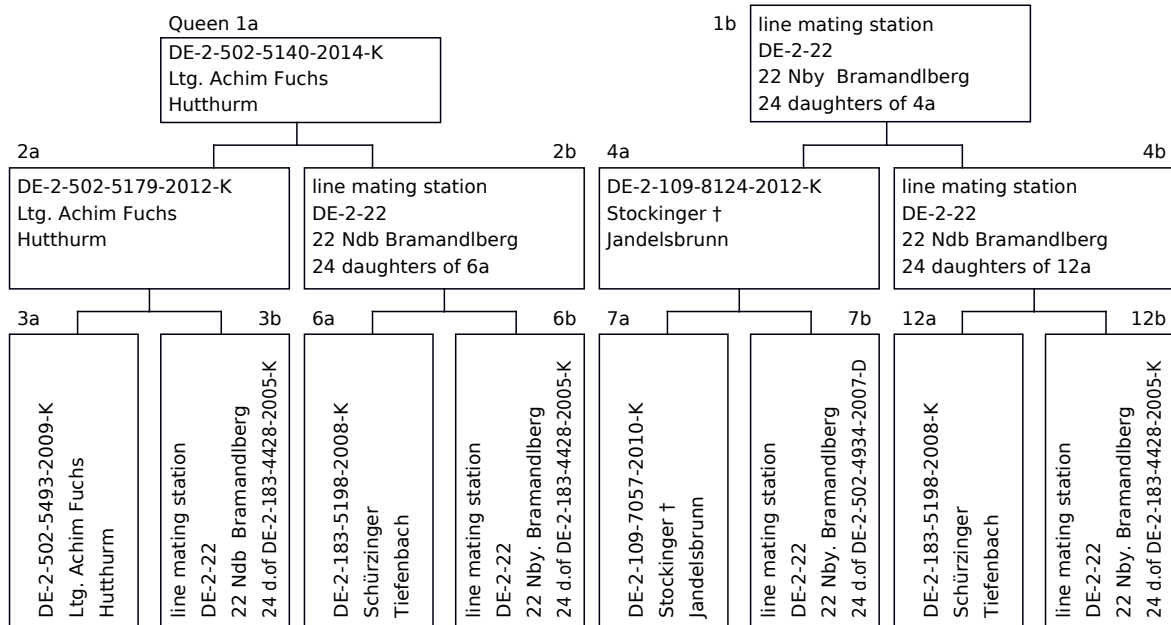 Queen 1a
DE-2-502-5140-2014-K
Ltg. Achim Fuchs
Hutthurm
1b
line mating station
DE-2-22
22 Nby Bramandlberg
24 daughters of 4a
2a
DE-2-502-5179-2012-K
Ltg. Achim Fuchs
Hutthurm
2b
line mating station
DE-2-22
22 Ndb Bramandlberg
24 daughters of 6a
4a
DE-2-109-8124-2012-K
Stockinger †
Jandelsbrunn
4b
line mating station
DE-2-22
22 Ndb Bramandlberg
24 daughters of 12a
3a
DE-2-502-5493-2009-K
Ltg. Achim Fuchs
Hutthurm
3b
line mating station
DE-2-22
22 Ndb Bramandlberg
24 d.of DE-2-183-4428-2005-K
6a
DE-2-183-5198-2008-K
Schürzinger
Tiefenbach
6b
line mating station
DE-2-22
22 Nby. Bramandlberg
24 d.of DE-2-183-4428-2005-K
7a
DE-2-109-7057-2010-K
Stockinger †
Jandelsbrunn
7b
line mating station
DE-2-22
22 Nby. Bramandlberg
24 d.of DE-2-502-4934-2007-D
12a
DE-2-183-5198-2008-K
Schürzinger
Tiefenbach
12b
line mating station
DE-2-22
22 Nby. Bramandlberg
24 d.of DE-2-183-4428-2005-K